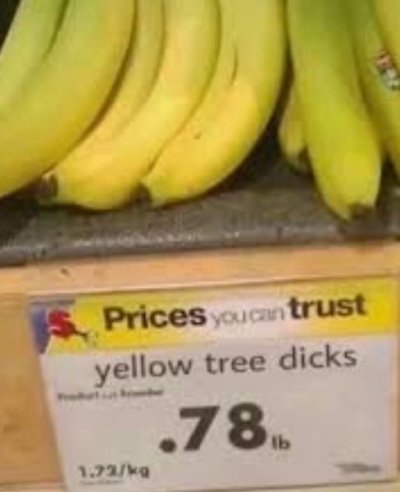 Prices you can trust
yellow tree dicks
.78 lb
1.72/kg